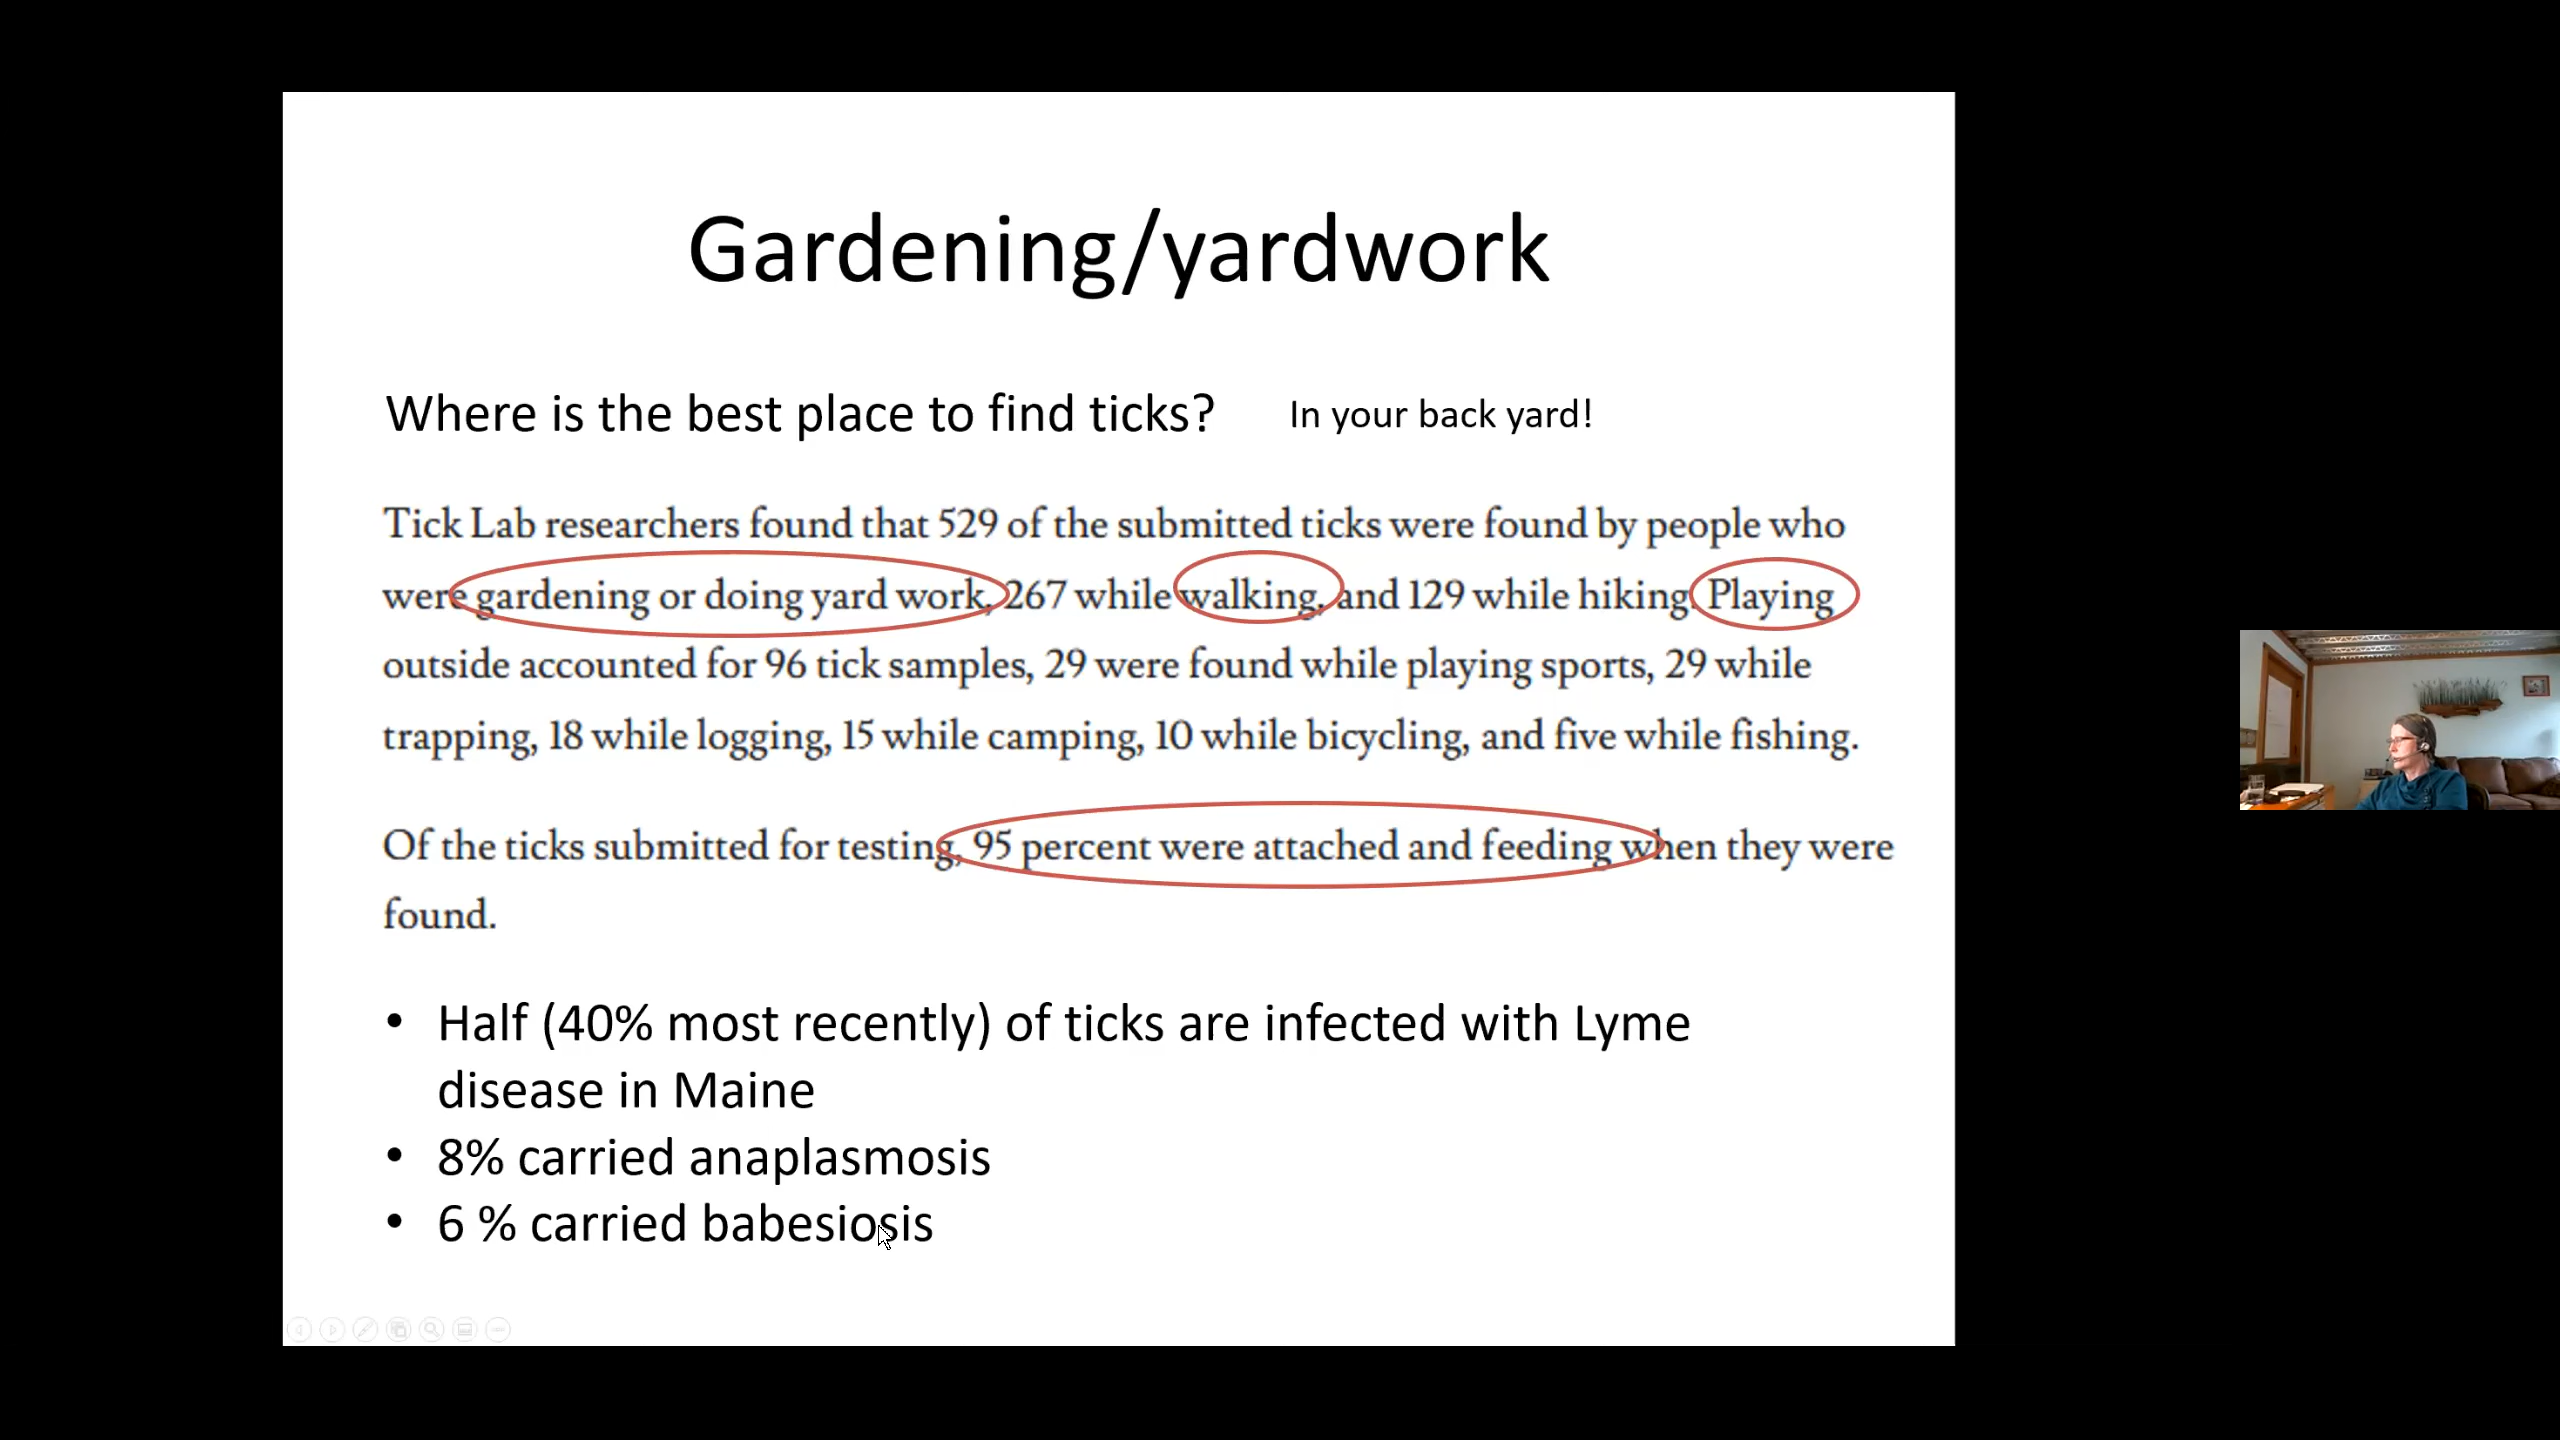 Gardening/yardwork
Where is the best place to find ticks? In your back yard!
Tick Lab researchers found that 529 of the submitted ticks were found by people who
were gardening or doing yard work, 267 while walking, and 129 while hiking. Playing
outside accounted for 96 tick samples, 29 were found while playing sports, 29 while
trapping, 18 while logging, 15 while camping, 10 while bicycling, and five while fishing.
Of the ticks submitted for testing, 95 percent were attached and feeding when they were
found.
• Half (40% most recently) of ticks are infected with Lyme
disease in Maine
• 8% carried anaplasmosis
• 6 % carried babesiosis